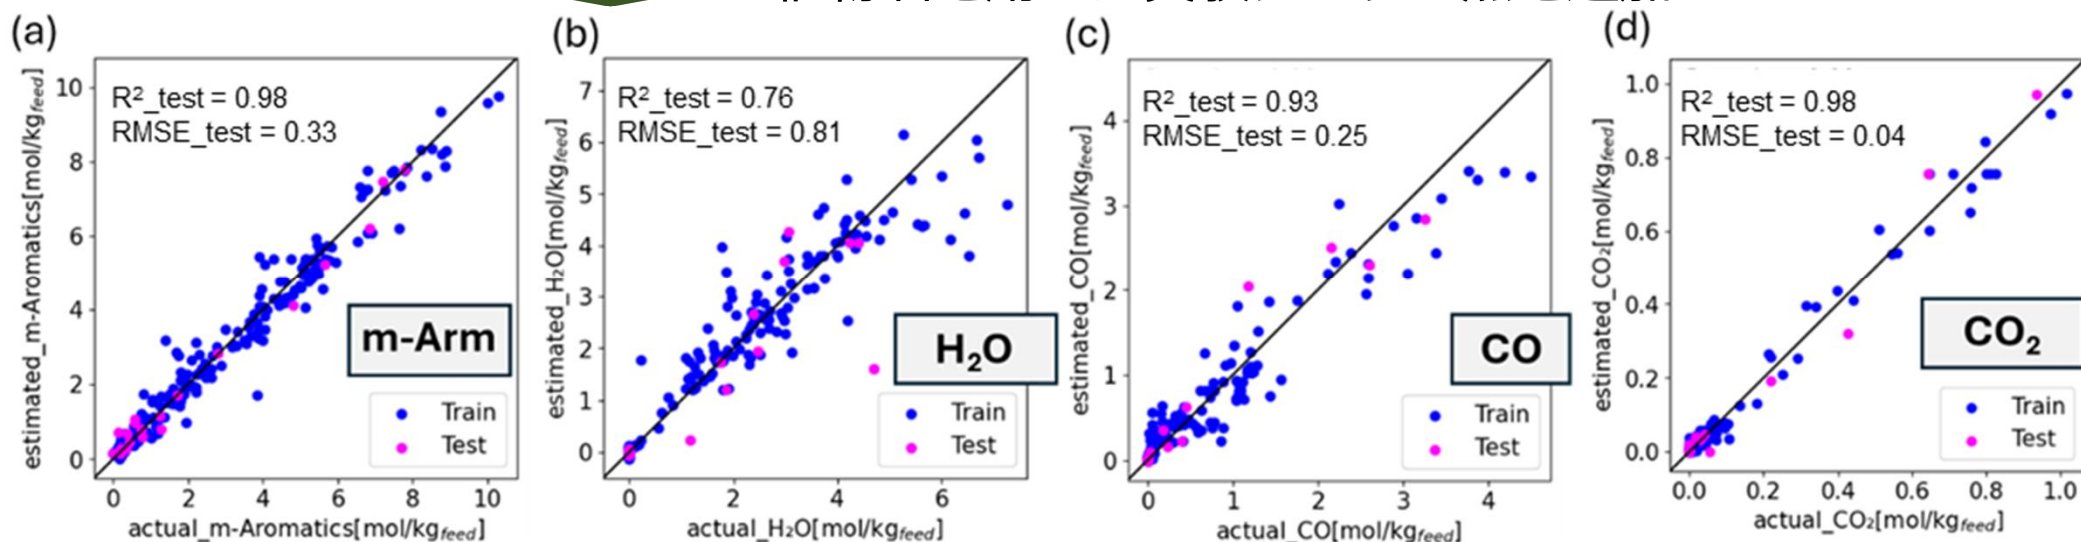 (a)
R²_test = 0.98
RMSE_test = 0.33
m-Arm
Train
Test
estimated_m-Aromatics[mol/kgfeed]
10
8
6
4
2
0
0 2 4 6 8 10
actual_m-Aromatics[mol/kgfeed]
(b)
R²_test = 0.76
RMSE_test = 0.81
H₂O
Train
Test
estimated_H₂O[mol/kgfeed]
7
6
5
4
3
2
1
0
0 2 4 6
actual_H₂O[mol/kgfeed]
(c)
R²_test = 0.93
RMSE_test = 0.25
CO
Train
Test
estimated_CO[mol/kgfeed]
4
3
2
1
0
0 1 2 3 4
actual_CO[mol/kgfeed]
(d)
R²_test = 0.98
RMSE_test = 0.04
CO₂
Train
Test
estimated_CO₂[mol/kgfeed]
1.0
0.8
0.6
0.4
0.2
0.0
0.0 0.2 0.4 0.6 0.8 1.0
actual_CO₂[mol/kgfeed]